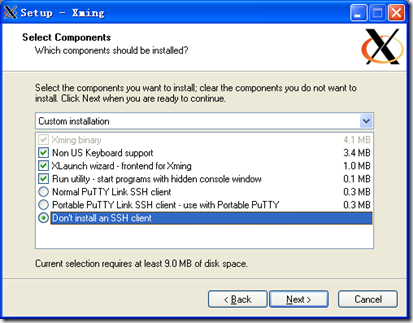 Setup - Xming
Select Components
Which components should be installed?
Select the components you want to install; clear the components you do not want to
install. Click Next when you are ready to continue.
Custom installation
Xming binary 4.1 MB
Non US Keyboard support 3.4 MB
XLaunch wizard - frontend for Xming 1.0 MB
Run utility - start programs with hidden console window 0.1 MB
Normal PuTTY Link SSH client 0.3 MB
Portable PuTTY Link SSH client - use with Portable PuTTY 0.3 MB
Don't install an SSH client
Current selection requires at least 9.0 MB of disk space.
< Back Next > Cancel